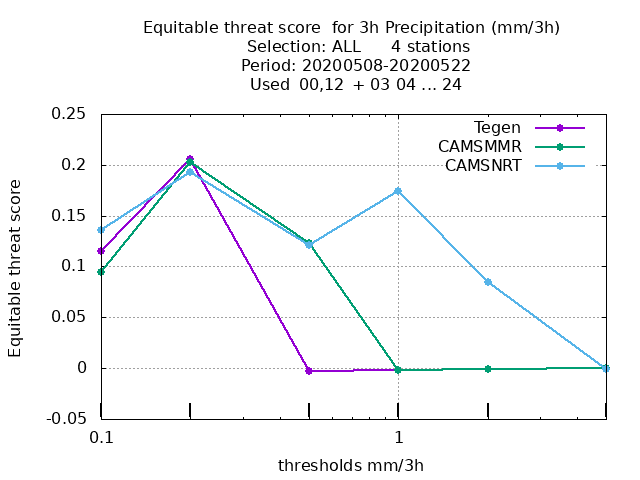 Equitable threat score  for 3h Precipitation (mm/3h)
Selection: ALL      4 stations
Period: 20200508-20200522
Used  00,12  + 03 04 ... 24
0.25
Tegen
CAMSMMR
CAMSNRT
0.2
0.15
0.1
0.05
0
-0.05
Equitable threat score
0.1
1
thresholds mm/3h